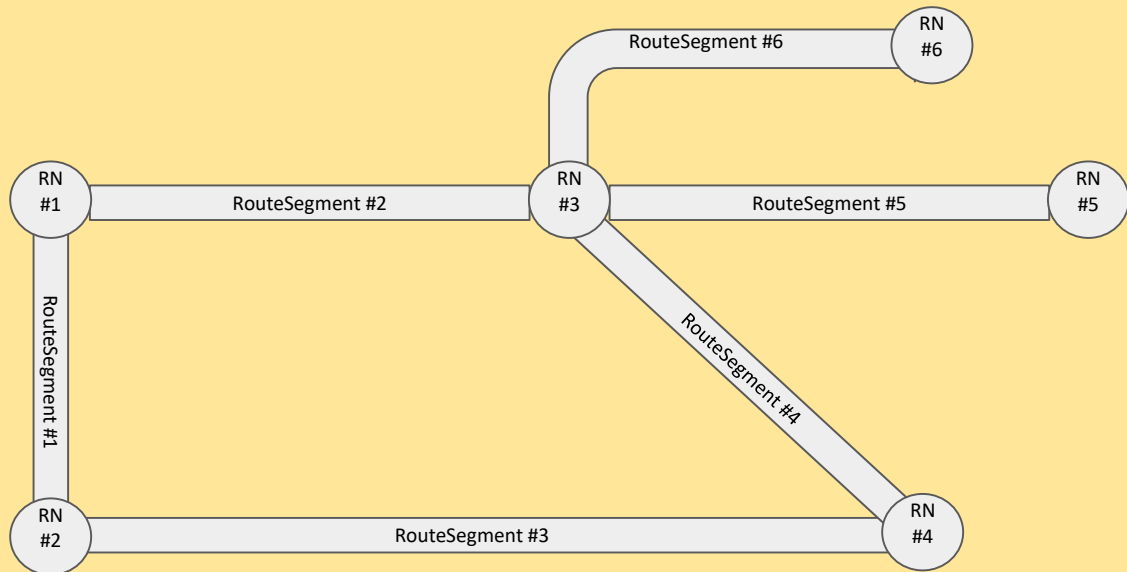 RouteSegment #6
RN
#6
RN
#1
RouteSegment #2
RN
#3
RouteSegment #5
RN
#5
RouteSegment #1
RouteSegment #4
RN
#2
RouteSegment #3
RN
#4